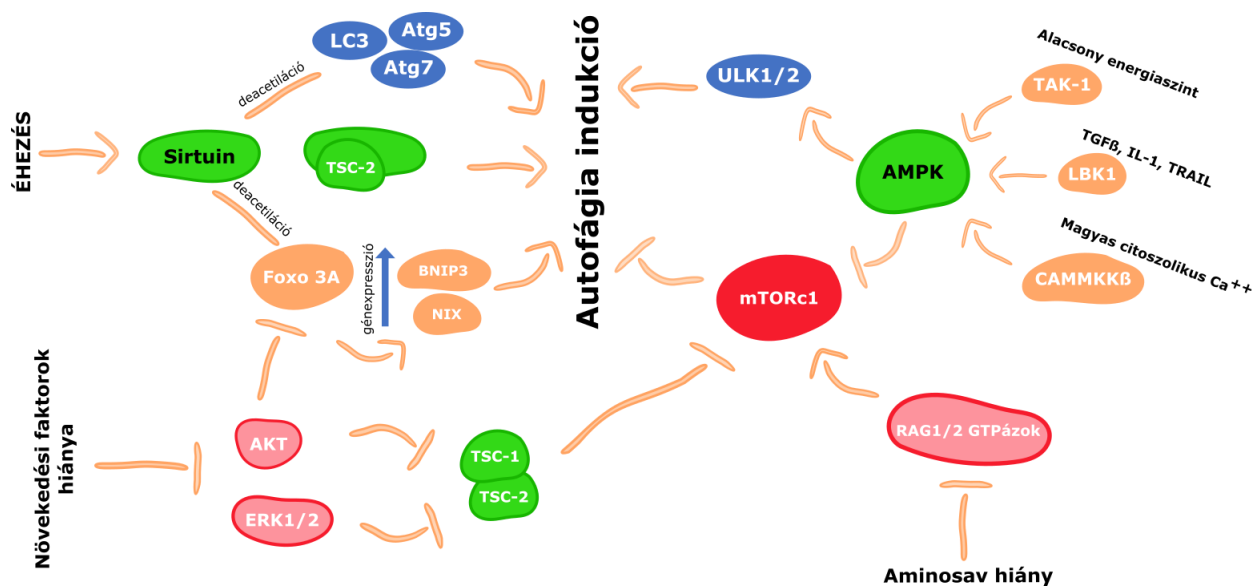 ÉHEZÉS
Sirtuin
deacetiláció
LC3
Atg5
Atg7
TSC-2
deacetiláció
Foxo 3A
génexpresszió
BNIP3
NIX
Növekedési faktorok
hiánya
AKT
ERK1/2
TSC-1
TSC-2
Autofágia indukció
ULK1/2
AMPK
mTORc1
Alacsony energiaszint
TAK-1
TGFß, IL-1, TRAIL
LBK1
Magyas citoszolikus Ca++
CAMMKKß
RAG1/2 GTPázok
Aminosav hiány